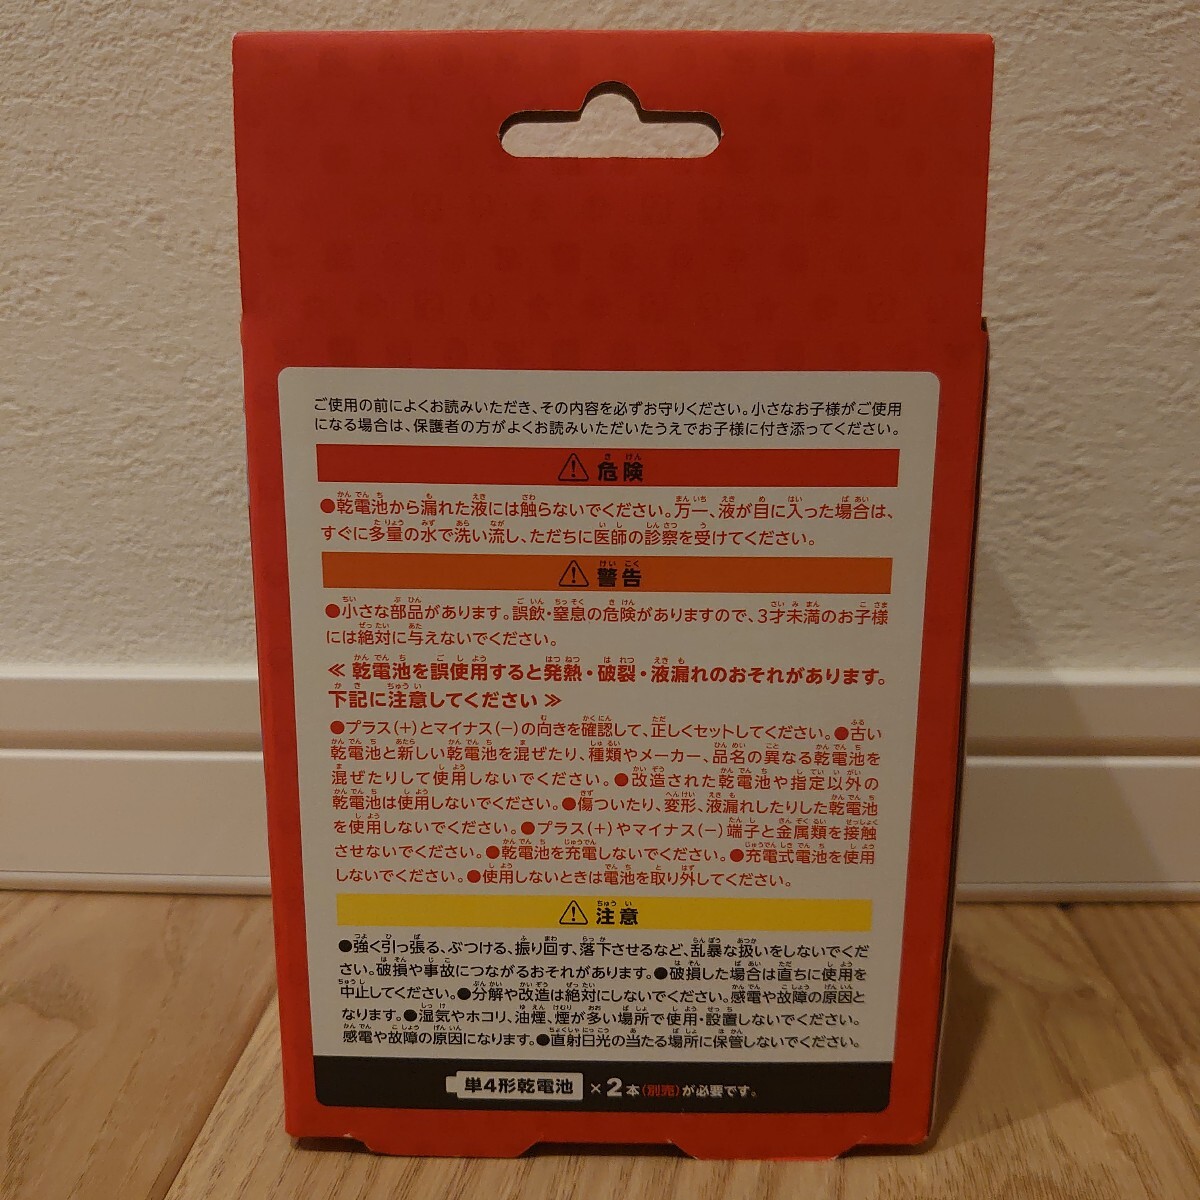 ご使用の前によくお読みいただき、その内容を必ずお守りください。小さなお子様がご使用
になる場合は、保護者の方がよくお読みいただいたうえでお子様に付き添ってください。
危険
●乾電池から漏れた液には触らないでください。万一、液が目に入った場合は、
すぐに多量の水で洗い流し、ただちに医師の診察を受けてください。
警告
●小さな部品があります。誤飲・窒息の危険がありますので、3才未満のお子様
には絶対に与えないでください。
≪ 乾電池を誤使用すると発熱・破裂・液漏れのおそれがあります。
下記に注意してください ≫
●プラス(+)とマイナス(−)の向きを確認して、正しくセットしてください。●古い
乾電池と新しい乾電池を混ぜたり、種類やメーカー、品名の異なる乾電池を
混ぜたりして使用しないでください。●改造された乾電池や指定以外の
乾電池は使用しないでください。●傷ついたり、変形、液漏れしたりした乾電池
を使用しないでください。●プラス(+)やマイナス(−)端子と金属類を接触
させないでください。●乾電池を充電しないでください。●充電式電池を使用
しないでください。●使用しないときは電池を取り外してください。
注意
●強く引っ張る、ぶつける、振り回す、落下させるなど、乱暴な扱いをしないでくだ
さい。破損や事故につながるおそれがあります。●破損した場合は直ちに使用を
中止してください。●分解や改造は絶対にしないでください。感電や故障の原因と
なります。●湿気やホコリ、油煙、煙が多い場所で使用・設置しないでください。
感電や故障の原因になります。●直射日光の当たる場所に保管しないでください。
単4形乾電池 ×2本(別売)が必要です。